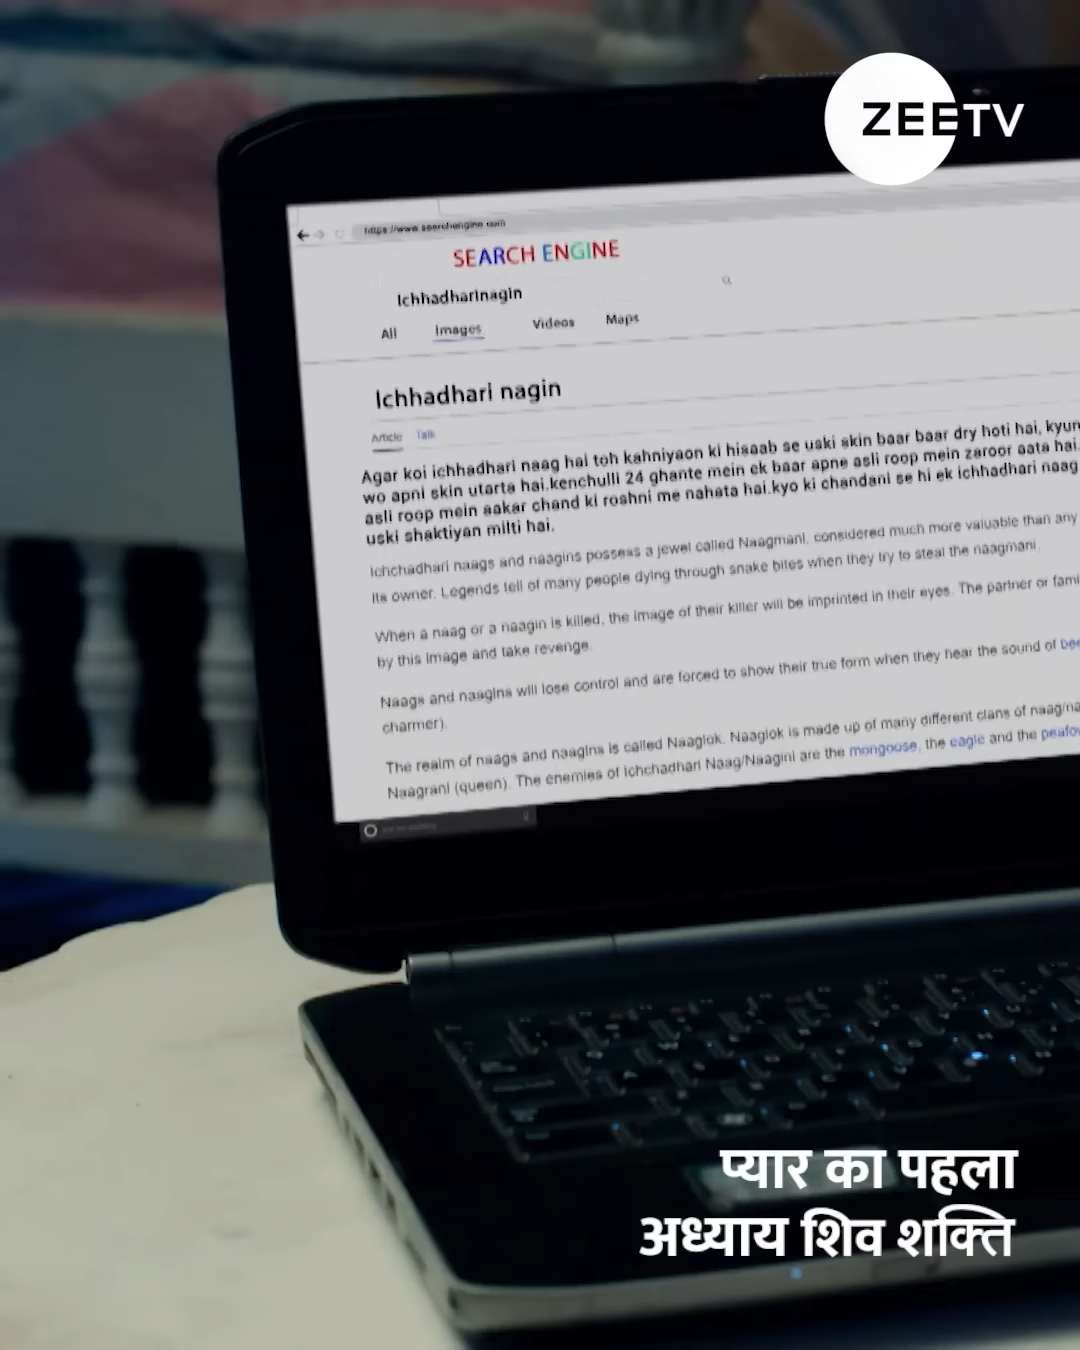 ZEETV
https://www.searchengine.com
SEARCH ENGINE
Ichhadharinagin
All Images Videos Maps
Ichhadhari nagin
Article Talk
Agar koi ichhadhari naag hai toh kahniyaon ki hisaab se uski skin baar baar dry hoti hai, kyun
wo apni skin utarta hai.kenchulli 24 ghante mein ek baar apne asli roop mein zaroor aata hai.
asli roop mein aakar chand ki roshni me nahata hai.kyo ki chandani se hi ek ichhadhari naag
uski shaktiyan milti hai.
Ichchadhari naags and naagins possess a jewel called Naagmani, considered much more valuable than any
its owner. Legends tell of many people dying through snake bites when they try to steal the naagmani.
When a naag or a naagin is killed, the image of their killer will be imprinted in their eyes. The partner or fami
by this image and take revenge.
Naags and naagins will lose control and are forced to show their true form when they hear the sound of bee
charmer).
The realm of naags and naagins is called Naaglok. Naaglok is made up of many different clans of naag/na
Naagrani (queen). The enemies of Ichchadhari Naag/Naagini are the mongoose, the eagle and the peafo
प्यार का पहला
अध्याय शिव शक्ति